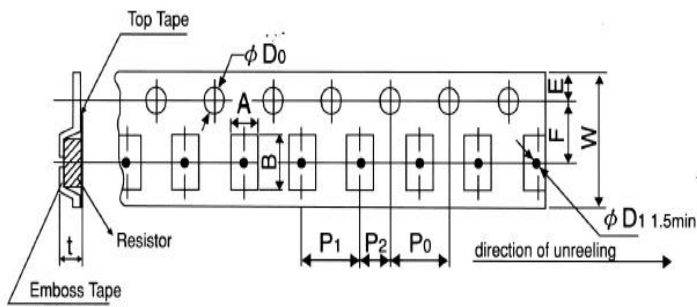 Top Tape
ϕ D0
A
B
E
F
W
ϕ D1 1.5min
t
Resistor
P1
P2
P0
direction of unreeling
Emboss Tape